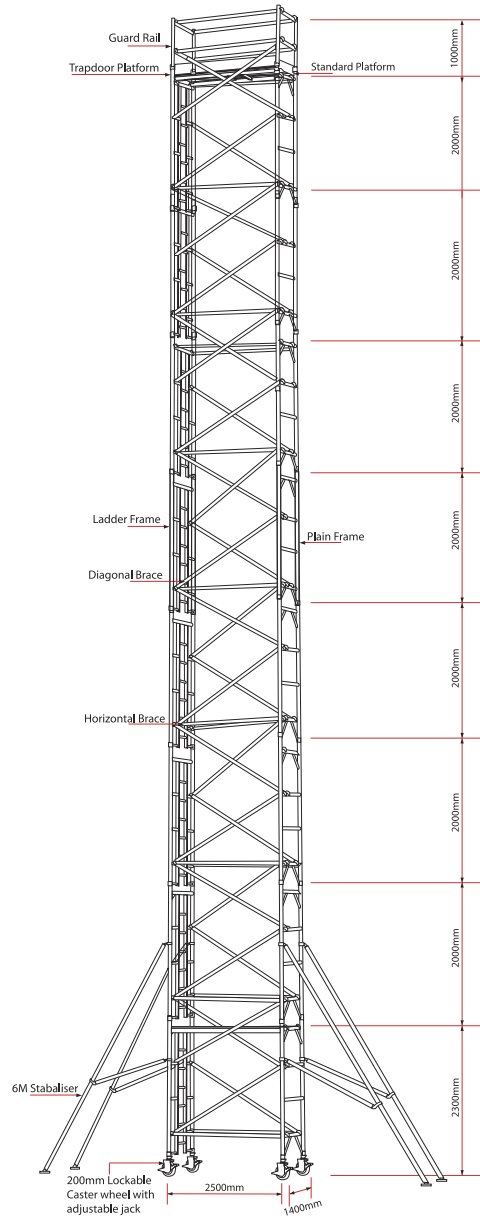 Guard Rail
Trapdoor Platform
Standard Platform
1000mm
2000mm
2000mm
2000mm
2000mm
Ladder Frame
Plain Frame
Diagonal Brace
2000mm
Horizontal Brace
2000mm
2000mm
6M Stabaliser
2300mm
200mm Lockable
Caster wheel with
adjustable jack
2500mm
1400mm